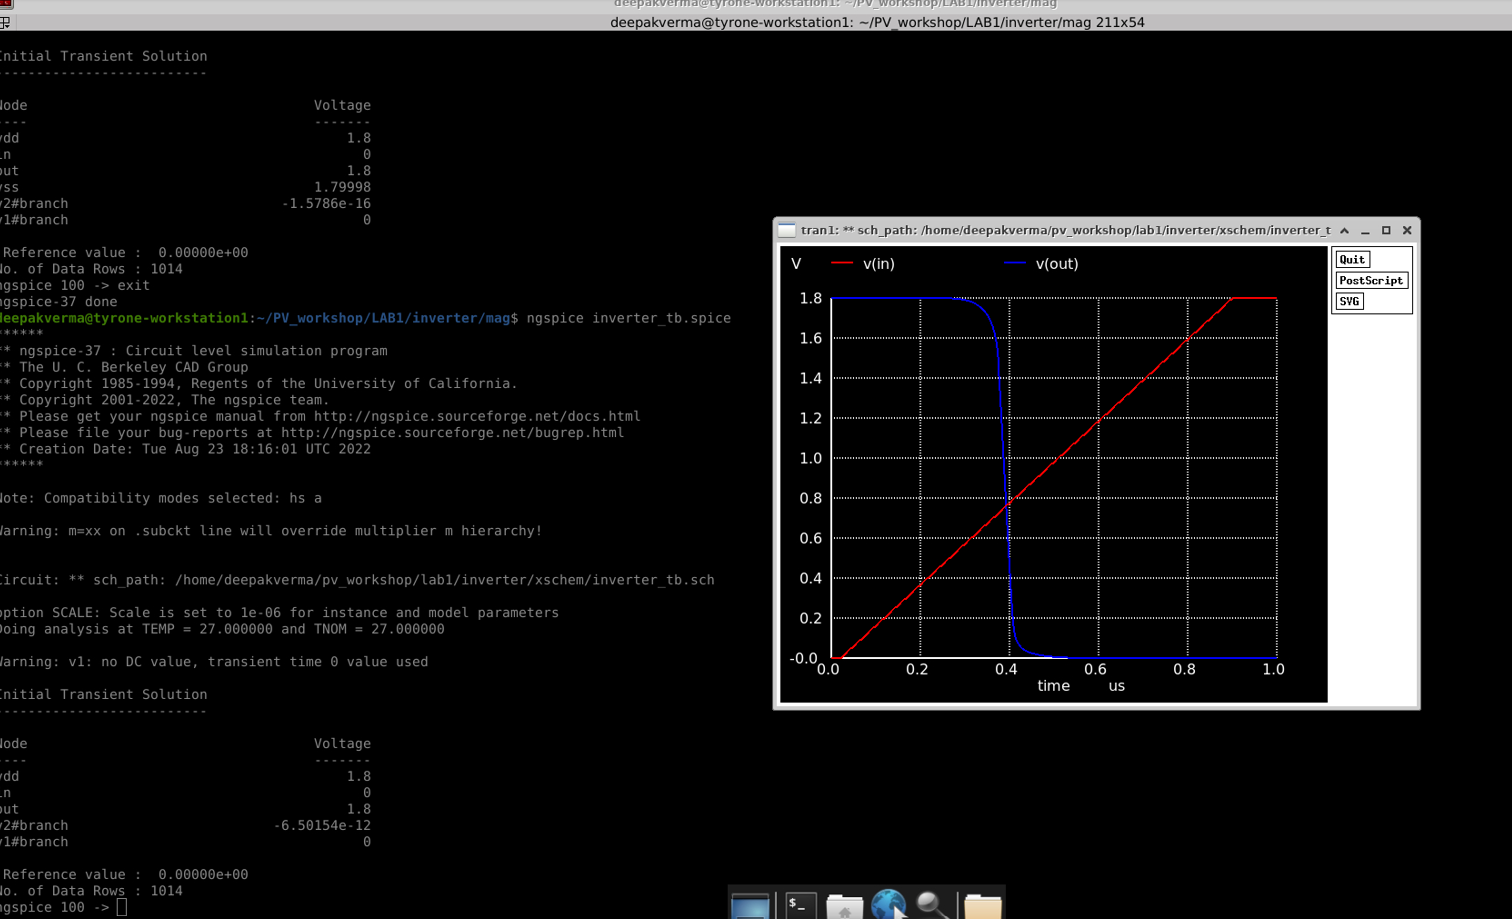 deepakverma@tyrone-workstation1: ~/PV_workshop/LAB1/inverter/mag
deepakverma@tyrone-workstation1: ~/PV_workshop/LAB1/inverter/mag 211x54
Initial Transient Solution
--------------------------
Node Voltage
---- -------
vdd 1.8
in 0
out 1.8
vss 1.79998
v2#branch -1.5786e-16
v1#branch 0
Reference value : 0.00000e+00
No. of Data Rows : 1014
ngspice 100 -> exit
ngspice-37 done
deepakverma@tyrone-workstation1:~/PV_workshop/LAB1/inverter/mag$ ngspice inverter_tb.spice
******
** ngspice-37 : Circuit level simulation program
** The U. C. Berkeley CAD Group
** Copyright 1985-1994, Regents of the University of California.
** Copyright 2001-2022, The ngspice team.
** Please get your ngspice manual from http://ngspice.sourceforge.net/docs.html
** Please file your bug-reports at http://ngspice.sourceforge.net/bugrep.html
** Creation Date: Tue Aug 23 18:16:01 UTC 2022
******
Note: Compatibility modes selected: hs a
Warning: m=xx on .subckt line will override multiplier m hierarchy!
Circuit: ** sch_path: /home/deepakverma/pv_workshop/lab1/inverter/xschem/inverter_tb.sch
option SCALE: Scale is set to 1e-06 for instance and model parameters
Doing analysis at TEMP = 27.000000 and TNOM = 27.000000
Warning: v1: no DC value, transient time 0 value used
Initial Transient Solution
--------------------------
Node Voltage
---- -------
vdd 1.8
in 0
out 1.8
v2#branch -6.50154e-12
v1#branch 0
Reference value : 0.00000e+00
No. of Data Rows : 1014
ngspice 100 ->
tran1: ** sch_path: /home/deepakverma/pv_workshop/lab1/inverter/xschem/inverter_t
V v(in) v(out)
Quit
PostScript
SVG
1.8
1.6
1.4
1.2
1.0
0.8
0.6
0.4
0.2
-0.0
0.0 0.2 0.4 0.6 0.8 1.0
time us
$_